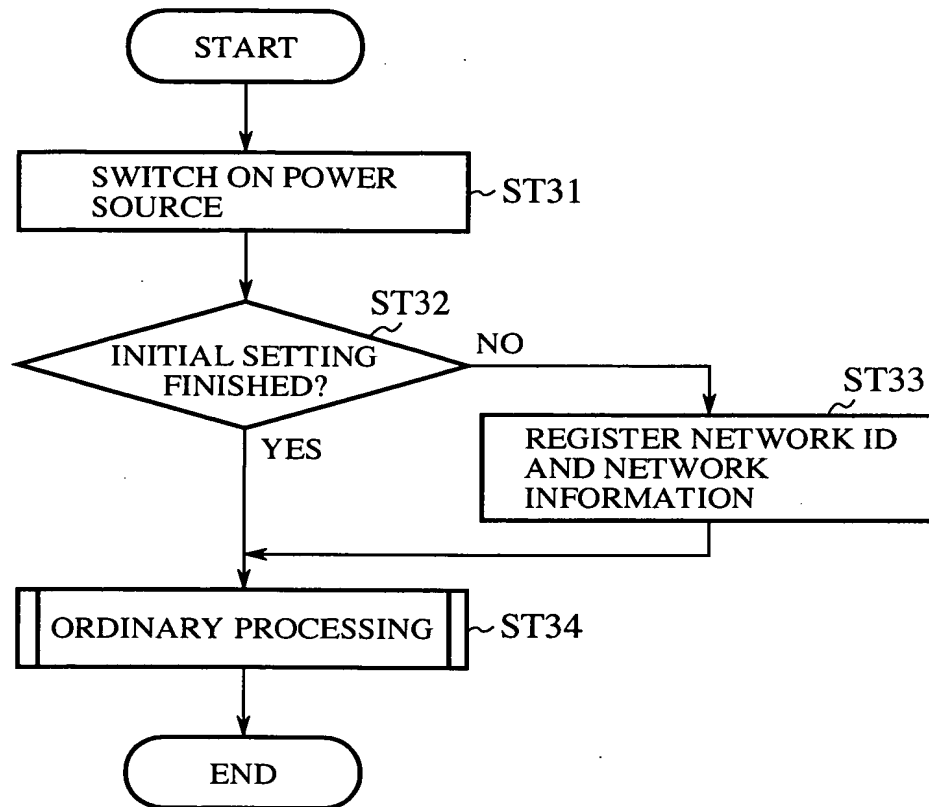 START
SWITCH ON POWER
SOURCE
ST31
ST32
INITIAL SETTING
FINISHED?
NO
YES
ST33
REGISTER NETWORK ID
AND NETWORK
INFORMATION
ORDINARY PROCESSING
ST34
END